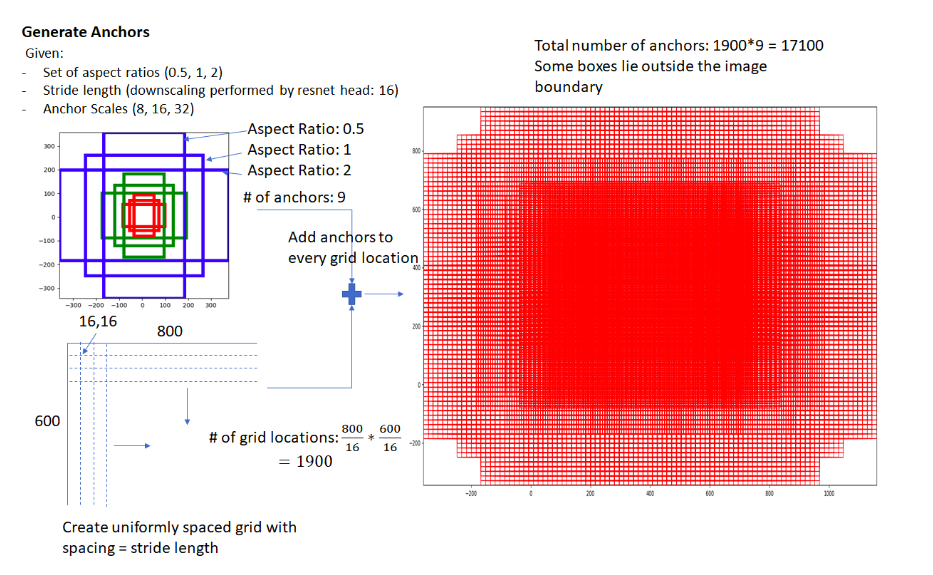 Generate Anchors
Given:
- Set of aspect ratios (0.5, 1, 2)
- Stride length (downscaling performed by resnet head: 16)
- Anchor Scales (8, 16, 32)
Total number of anchors: 1900*9 = 17100
Some boxes lie outside the image
boundary
Aspect Ratio: 0.5
Aspect Ratio: 1
Aspect Ratio: 2
# of anchors: 9
300
200
100
0
−100
−200
−300
−300 −200 −100 0 100 200 300
Add anchors to
every grid location
16,16
800
600
# of grid locations: 800/16 * 600/16
= 1900
Create uniformly spaced grid with
spacing = stride length
800
600
400
200
0
−200
−200 0 200 400 600 800 1000